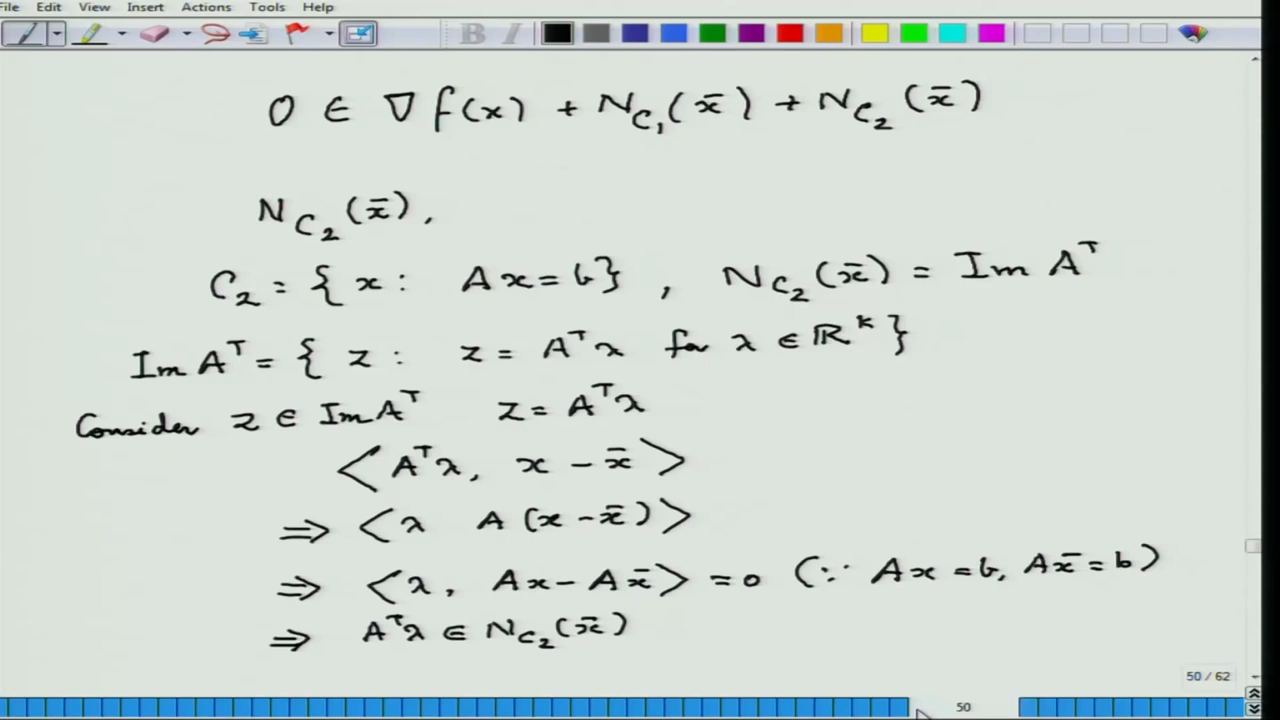 File Edit View Insert Actions Tools Help
B I
0 ∈ ∇f(x) + N_{C_1}(x̄) + N_{C_2}(x̄)
N_{C_2}(x̄),
C_2 = { x : Ax = b } , N_{C_2}(x̄) = Im A^T
Im A^T = { z : z = A^T λ for λ ∈ ℝ^k }
Consider z ∈ Im A^T z = A^T λ
⟨ A^T λ, x - x̄ ⟩
⇒ ⟨ λ A(x - x̄) ⟩
⇒ ⟨ λ, Ax - Ax̄ ⟩ = 0 (∵ Ax = b, Ax̄ = b)
⇒ A^T λ ∈ N_{C_2}(x̄)
50 / 62
50